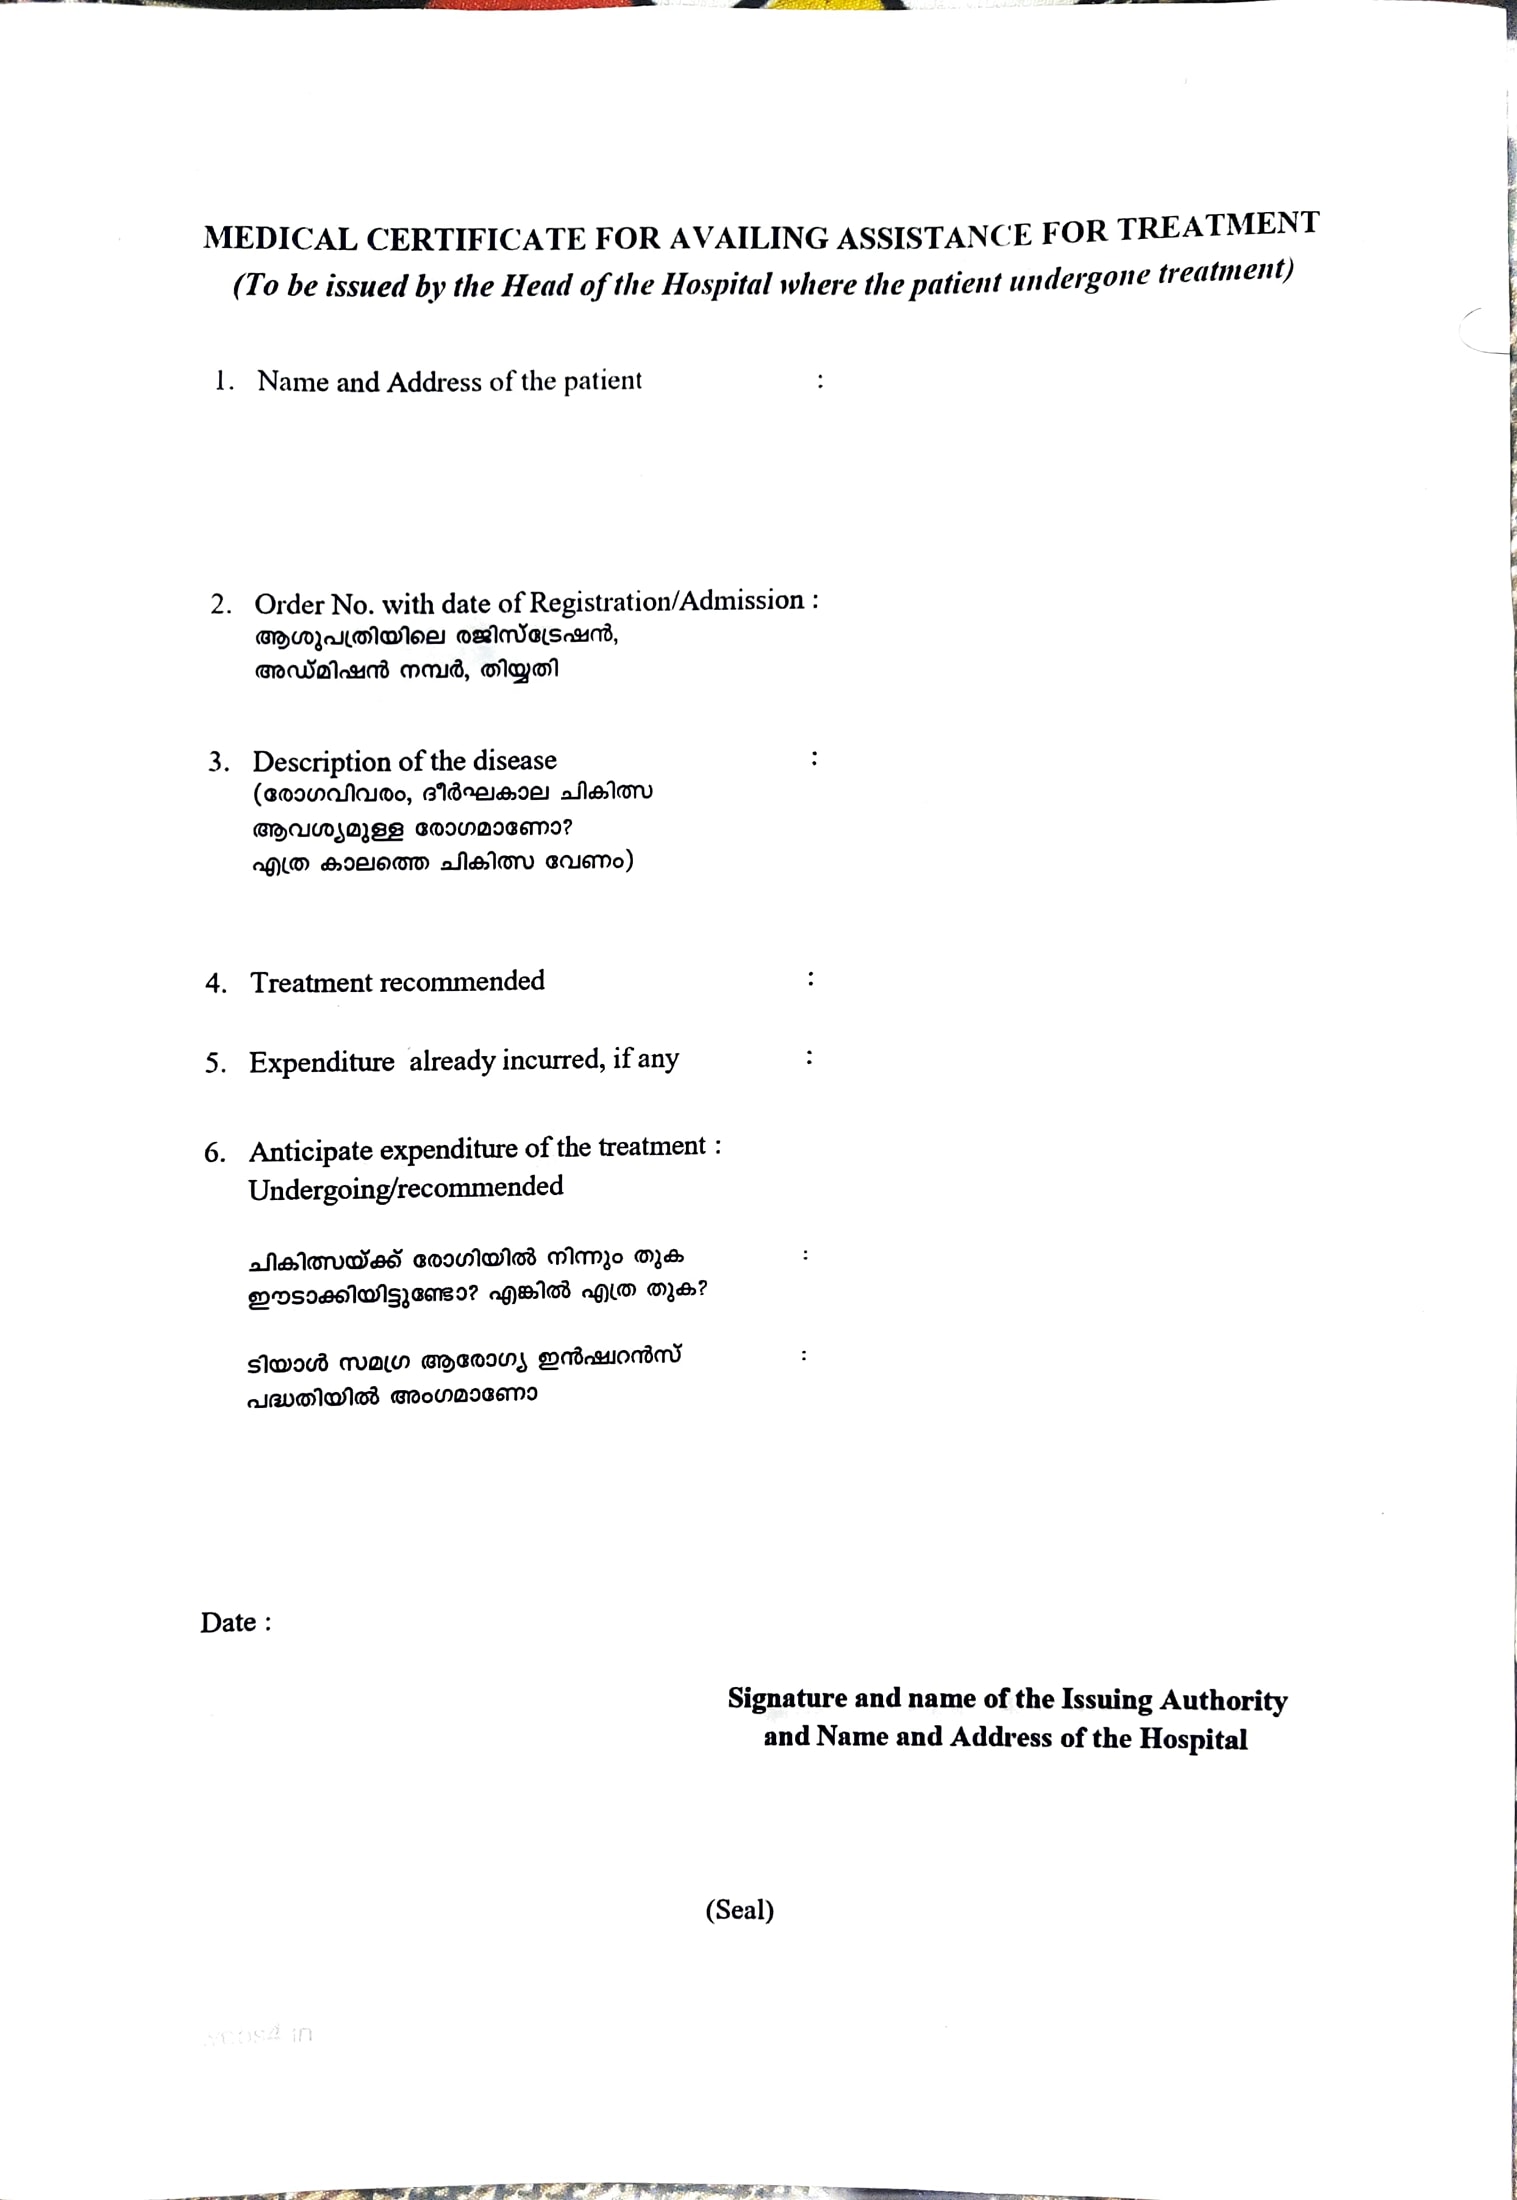 MEDICAL CERTIFICATE FOR AVAILING ASSISTANCE FOR TREATMENT
(To be issued by the Head of the Hospital where the patient undergone treatment)
1. Name and Address of the patient :
2. Order No. with date of Registration/Admission :
ആശുപത്രിയിലെ രജിസ്ട്രേഷൻ,
അഡ്മിഷൻ നമ്പർ, തിയ്യതി
3. Description of the disease :
(രോഗവിവരം, ദീർഘകാല ചികിത്സ
ആവശ്യമുള്ള രോഗമാണോ?
എത്ര കാലത്തെ ചികിത്സ വേണം)
4. Treatment recommended :
5. Expenditure already incurred, if any :
6. Anticipate expenditure of the treatment :
Undergoing/recommended
ചികിത്സയ്ക്ക് രോഗിയിൽ നിന്നും തുക :
ഈടാക്കിയിട്ടുണ്ടോ? എങ്കിൽ എത്ര തുക?
ടിയാൾ സമഗ്ര ആരോഗ്യ ഇൻഷ്വറൻസ് :
പദ്ധതിയിൽ അംഗമാണോ
Date :
Signature and name of the Issuing Authority
and Name and Address of the Hospital
(Seal)